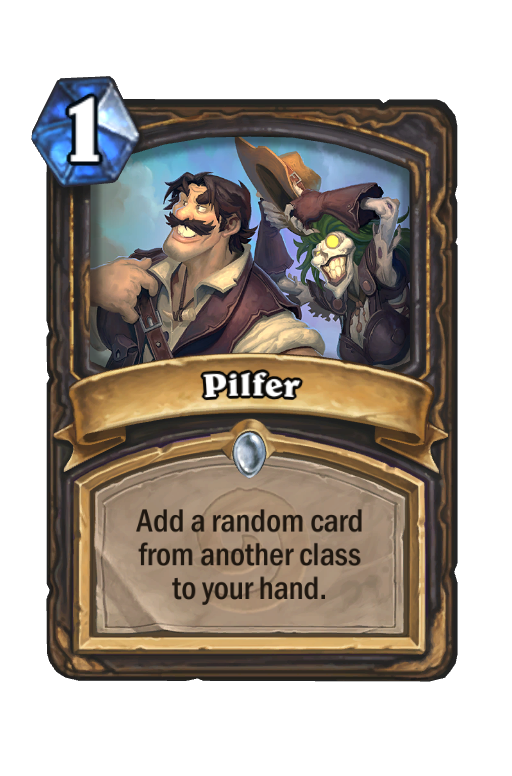 1
Pilfer
Add a random card
from another class
to your hand.